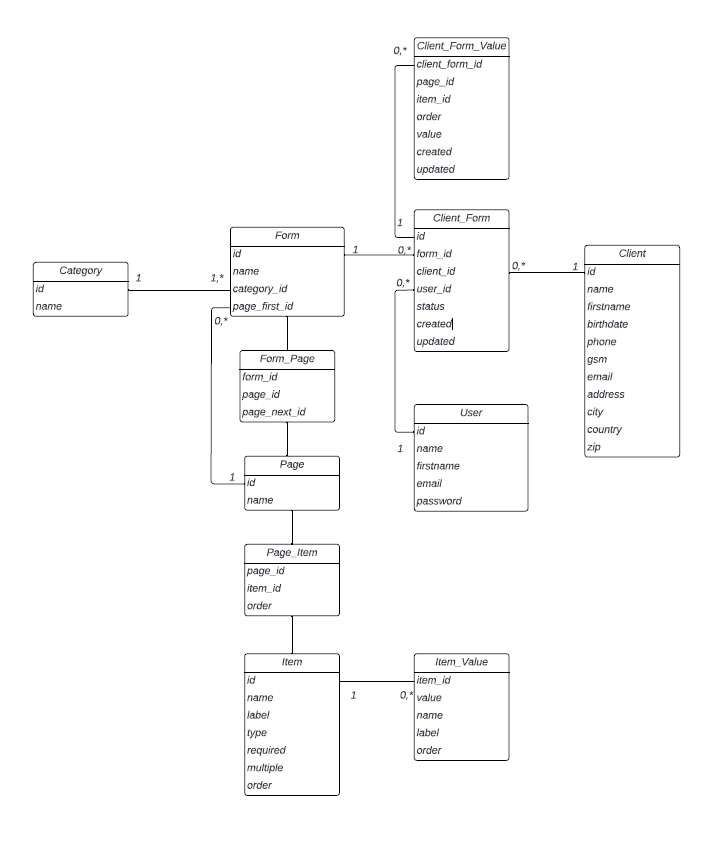 0,*
Client_Form_Value
client_form_id
page_id
item_id
order
value
created
updated
1
Client_Form
id
form_id
client_id
user_id
status
created
updated
Form
id
name
category_id
page_first_id
1
0,*
0,*
0,*
1
Client
id
name
firstname
birthdate
phone
gsm
email
address
city
country
zip
Category
id
name
1
1,*
0,*
Form_Page
form_id
page_id
page_next_id
User
id
name
firstname
email
password
1
Page
id
name
1
Page_Item
page_id
item_id
order
Item
id
name
label
type
required
multiple
order
1
0,*
Item_Value
item_id
value
name
label
order